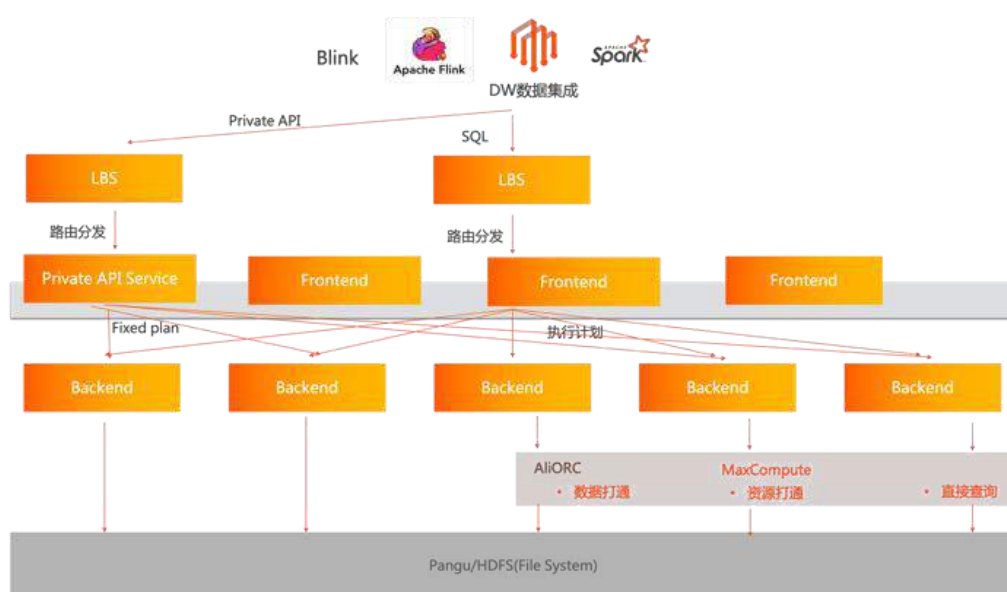 Blink
Apache Flink
APACHE
Spark
DW数据集成
Private API
SQL
LBS
LBS
路由分发
路由分发
Private API Service
Frontend
Frontend
Frontend
Fixed plan
执行计划
Backend
Backend
Backend
Backend
Backend
AliORC
MaxCompute
• 数据打通
• 资源打通
• 直接查询
Pangu/HDFS(File System)